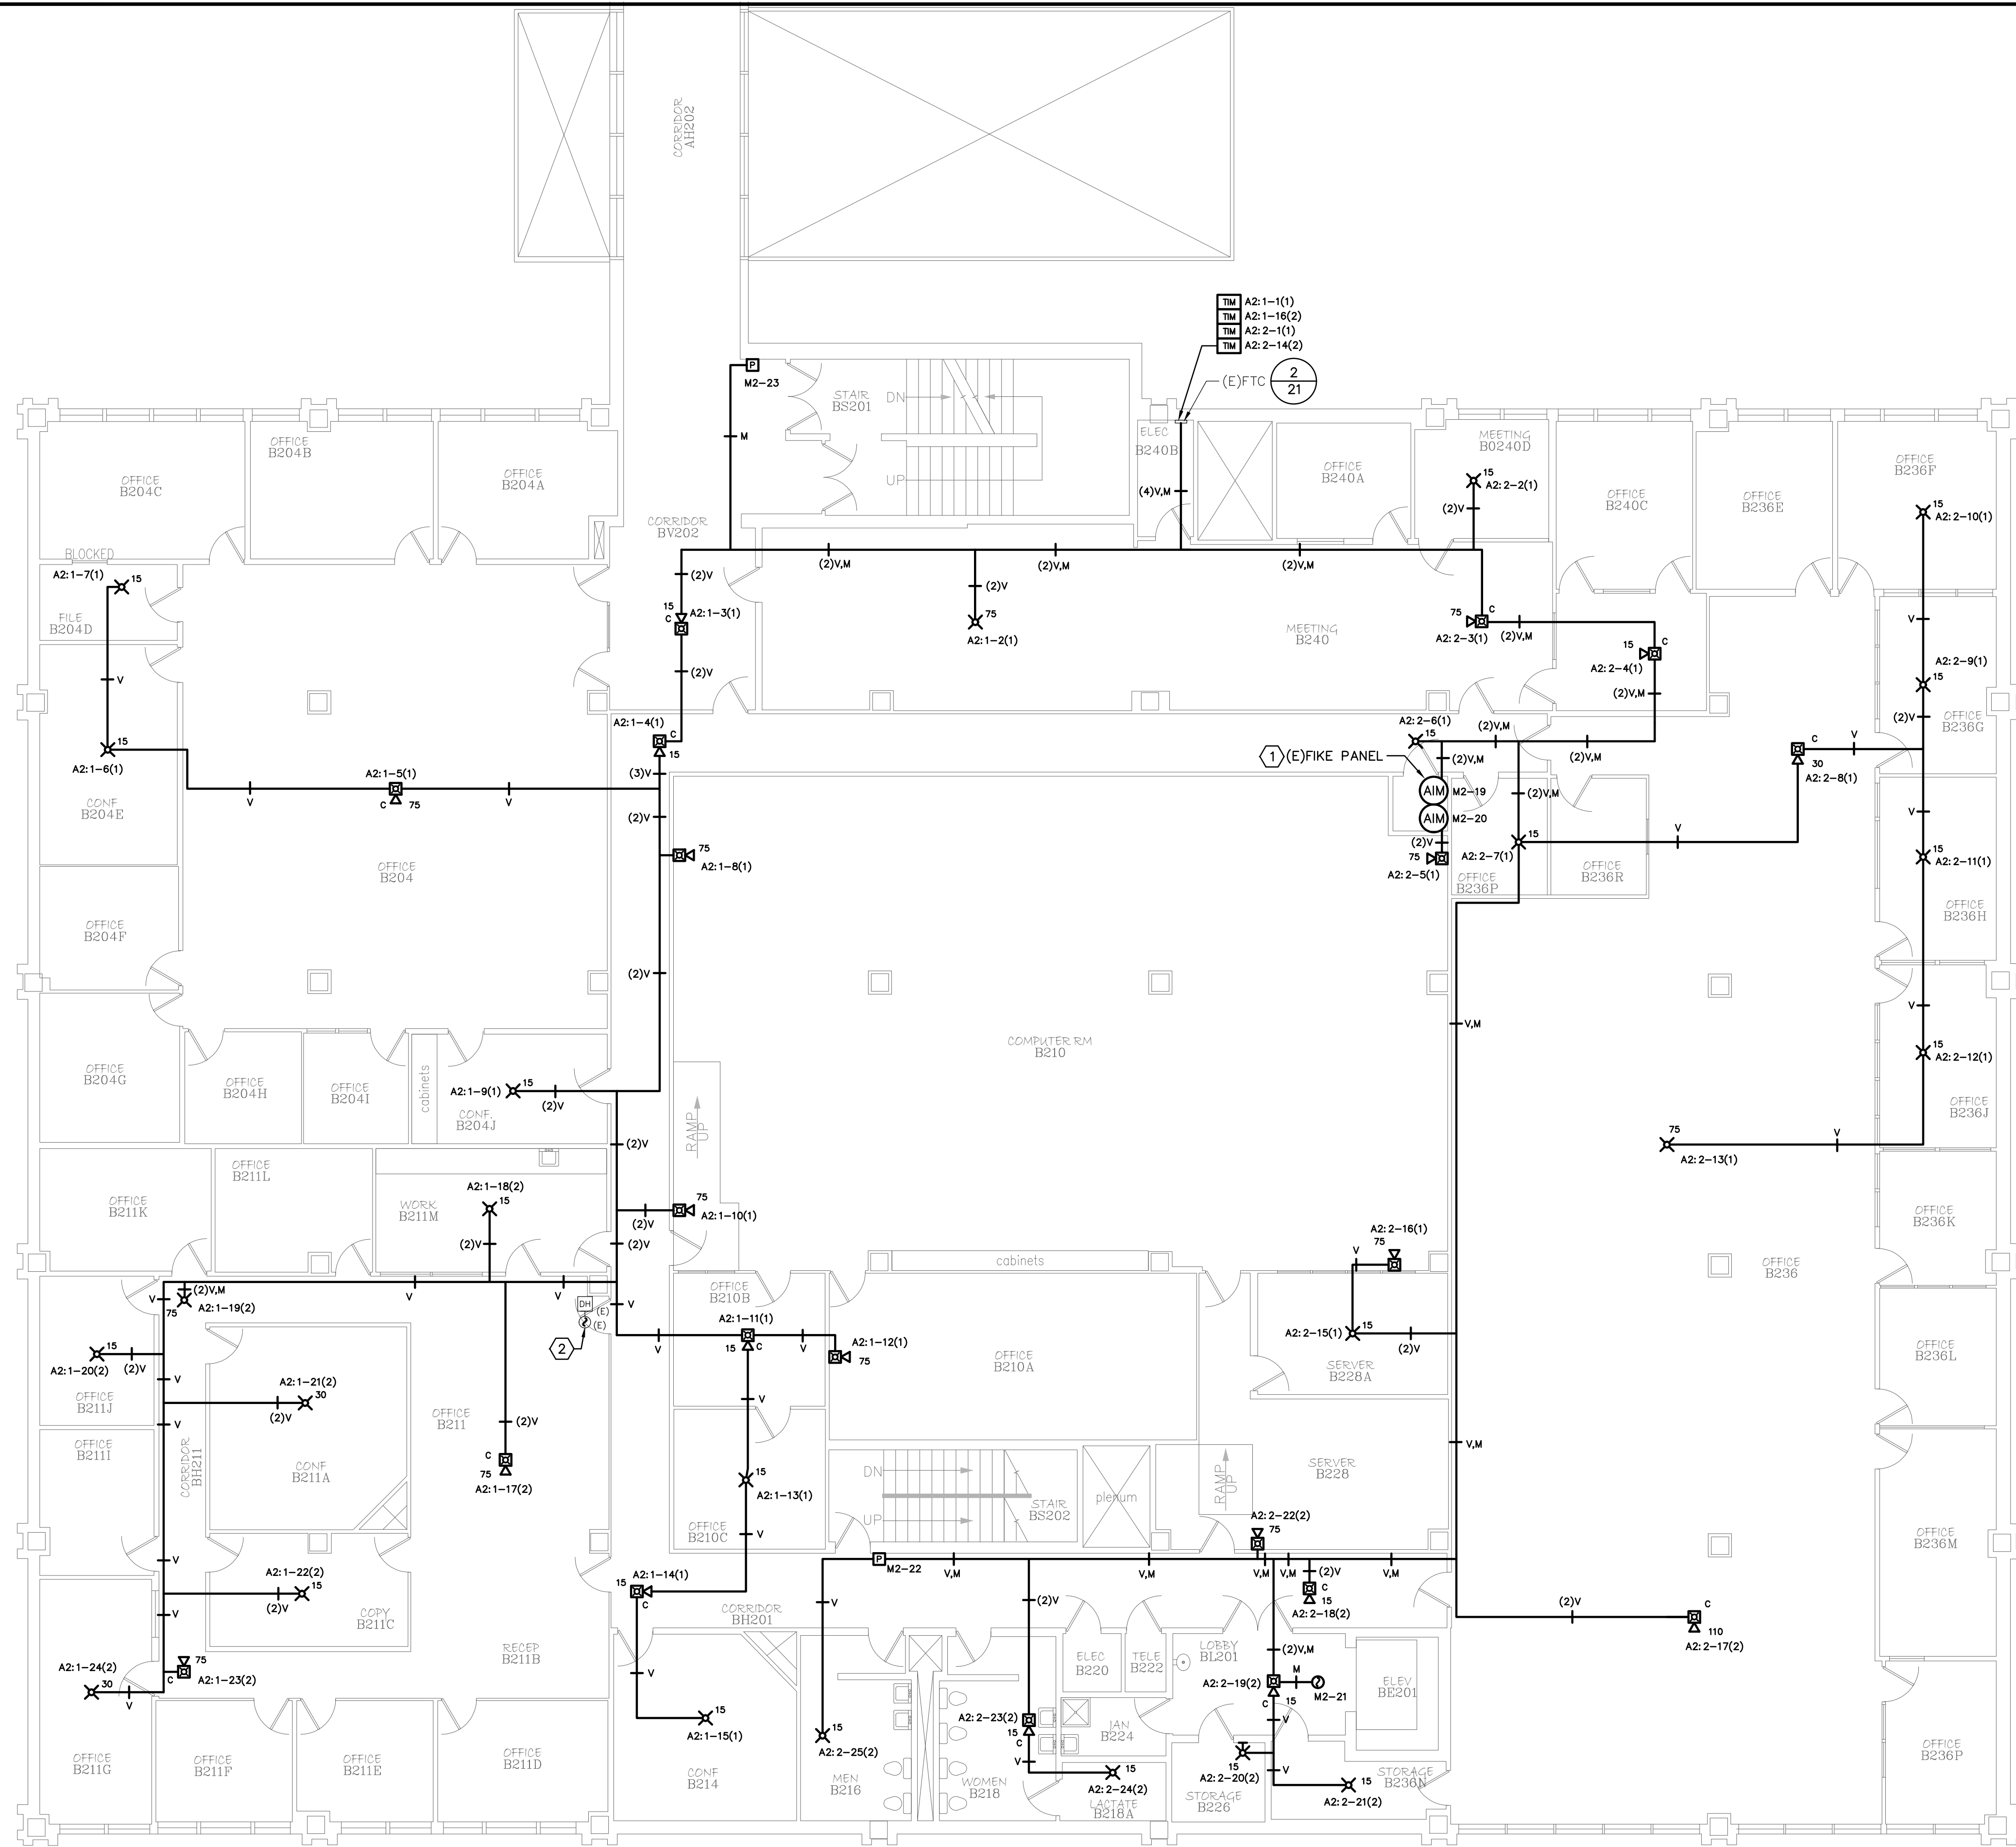 CORRIDOR
AH202
TIM A2:1-1(1)
TIM A2:1-16(2)
TIM A2:2-1(1)
TIM A2:2-14(2)
(E)FTC
2
21
P
M2-23
M
STAIR
BS201
DN
UP
ELEC
B240B
(4)V,M
OFFICE
B240A
MEETING
B0240D
15
A2:2-2(1)
(2)V
OFFICE
B240C
OFFICE
B236E
OFFICE
B236F
15
A2:2-10(1)
OFFICE
B204C
OFFICE
B204B
OFFICE
B204A
BLOCKED
CORRIDOR
BV202
(2)V,M
(2)V,M
(2)V,M
A2:1-7(1)
15
FILE
B204D
(2)V
15
C
A2:1-3(1)
(2)V
(2)V
75
A2:1-2(1)
MEETING
B240
75
C
A2:2-3(1)
(2)V,M
15
C
A2:2-4(1)
(2)V,M
V
A2:2-9(1)
15
(2)V
OFFICE
B236G
V
15
A2:1-6(1)
CONF
B204E
V
A2:1-5(1)
C
75
V
A2:1-4(1)
C
15
(3)V
(2)V
A2:2-6(1)
15
(2)V,M
(2)V,M
(2)V,M
1
(E)FIKE PANEL
AIM M2-19
AIM M2-20
(2)V
75
A2:2-5(1)
(2)V,M
15
A2:2-7(1)
OFFICE
B236P
OFFICE
B236R
V
C
30
A2:2-8(1)
V
V
15
A2:2-11(1)
OFFICE
B236H
75
A2:1-8(1)
OFFICE
B204
OFFICE
B204F
(2)V
COMPUTER RM
B210
V,M
V
15
A2:2-12(1)
OFFICE
B236J
OFFICE
B204G
OFFICE
B204H
OFFICE
B204I
cabinets
A2:1-9(1)
15
(2)V
CONF.
B204J
RAMP
UP
(2)V
75
A2:2-13(1)
V
OFFICE
B211K
OFFICE
B211L
WORK
B211M
A2:1-18(2)
15
(2)V
75
A2:1-10(1)
(2)V
(2)V
OFFICE
B236K
A2:2-16(1)
75
V
cabinets
OFFICE
B236
(2)V,M
V
75
A2:1-19(2)
V
V
DH
(E)
(E)
2
V
OFFICE
B210B
A2:1-11(1)
15
C
V
V
A2:1-12(1)
75
OFFICE
B210A
A2:2-15(1)
15
(2)V
SERVER
B228A
OFFICE
B236L
15
A2:1-20(2)
(2)V
V
OFFICE
B211J
A2:1-21(2)
30
(2)V
V
OFFICE
B211
(2)V
V
OFFICE
B211I
CORRIDOR
BH211
CONF
B211A
C
75
A2:1-17(2)
15
A2:1-13(1)
OFFICE
B210C
V
DN
UP
STAIR
BS202
plenum
RAMP
UP
SERVER
B228
V,M
OFFICE
B236M
A2:2-22(2)
75
V
A2:1-22(2)
15
(2)V
V
COPY
B211C
A2:1-14(1)
15
C
P
M2-22
V,M
V,M
V,M
V,M
V,M
(2)V
C
15
A2:2-18(2)
V
(2)V
CORRIDOR
BH201
(2)V
C
110
A2:2-17(2)
RECEP
B211B
ELEC
B220
TELE
B222
LOBBY
BL201
(2)V,M
A2:1-24(2)
30
V
75
C
A2:1-23(2)
V
A2:2-19(2)
C
15
M
M2-21
ELEV
BE201
15
A2:1-15(1)
15
A2:2-25(2)
A2:2-23(2)
15
C
V
JAN
B224
V
OFFICE
B211G
OFFICE
B211F
OFFICE
B211E
OFFICE
B211D
CONF
B214
MEN
B216
WOMEN
B218
15
A2:2-24(2)
LACTATE
B218A
15
A2:2-20(2)
STORAGE
B226
V
15
A2:2-21(2)
STORAGE
B236N
OFFICE
B236P